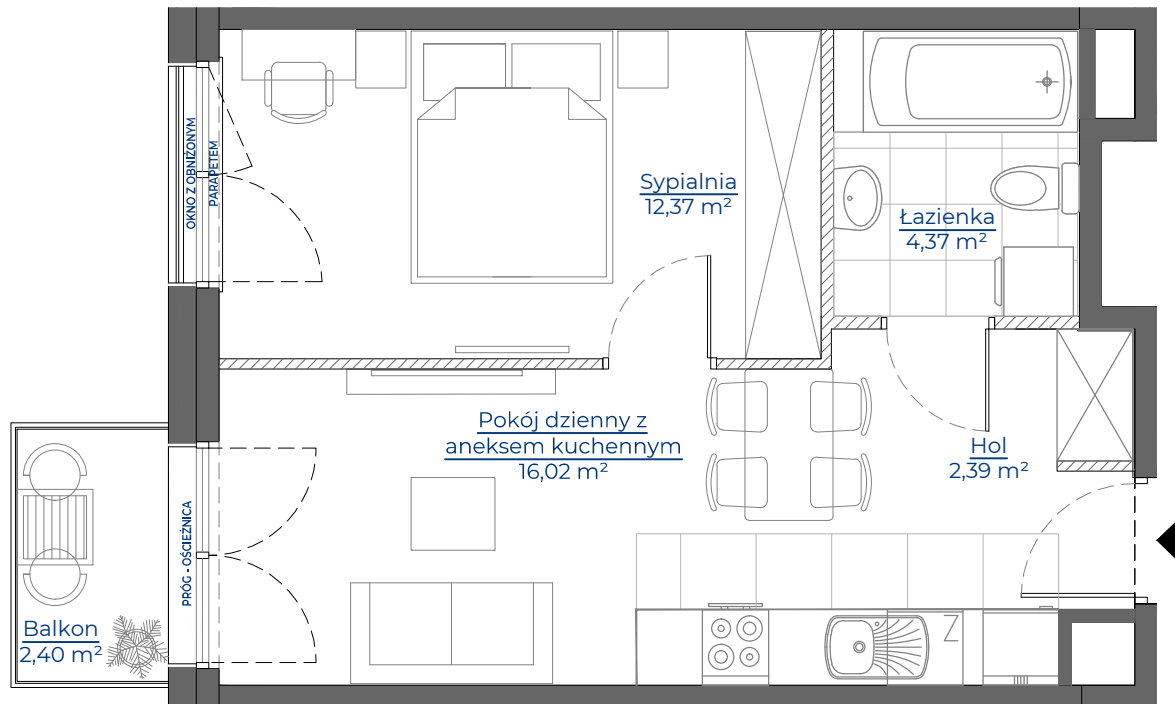 OKNO Z OBNIŻONYM
PARAPETEM
Sypialnia
12,37 m²
Łazienka
4,37 m²
Pokój dzienny z
aneksem kuchennym
16,02 m²
Hol
2,39 m²
PRÓG - OŚCIEŻNICA
Balkon
2,40 m²
Z